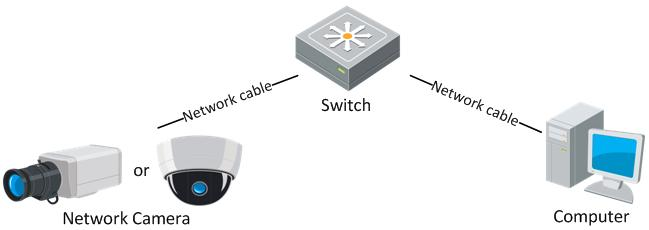 Network cable
Switch
Network cable
or
Network Camera
Computer